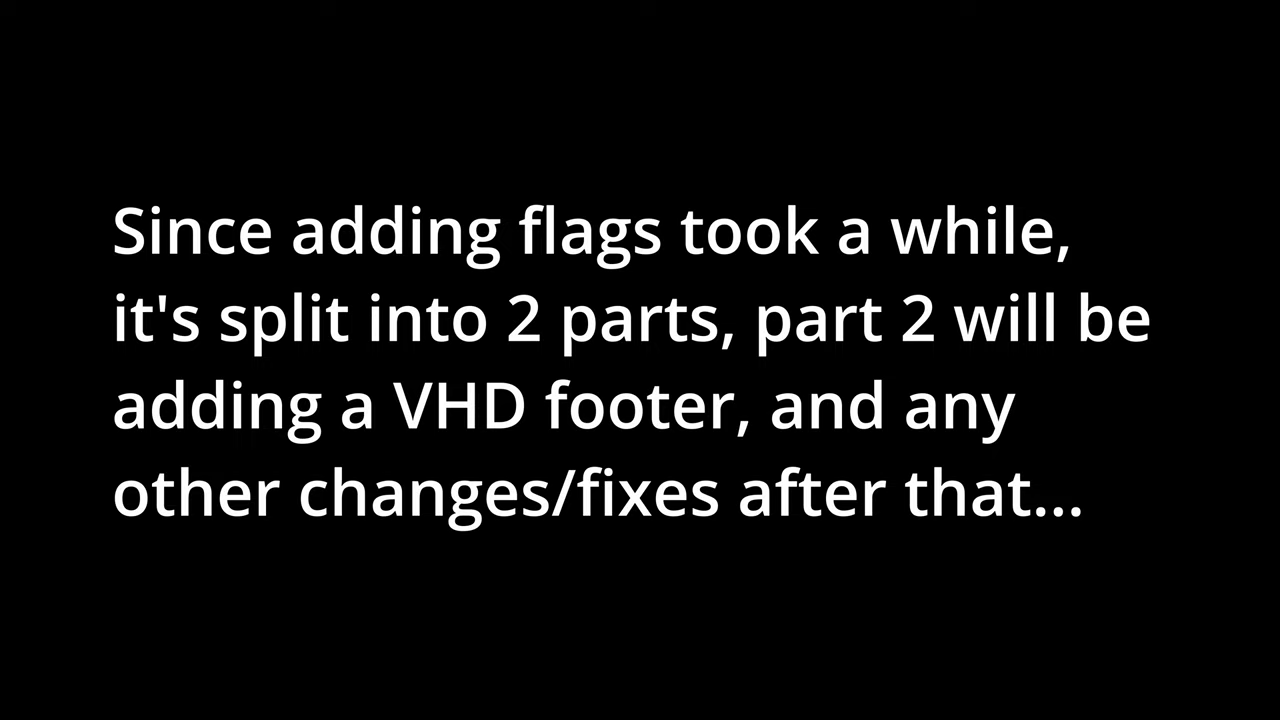 Since adding flags took a while,
it's split into 2 parts, part 2 will be
adding a VHD footer, and any
other changes/fixes after that...